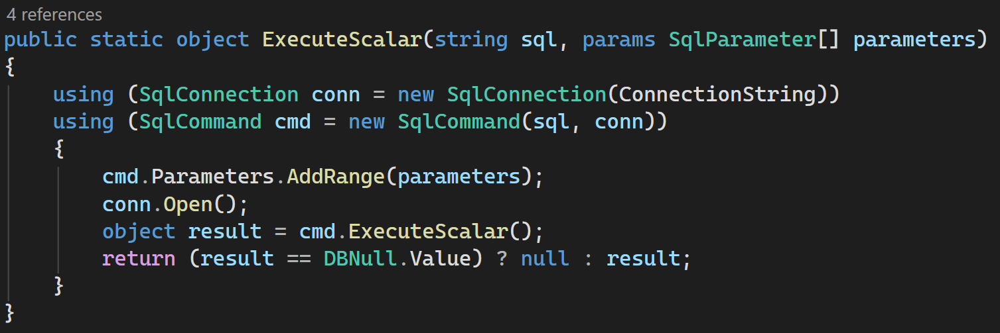 4 references
public static object ExecuteScalar(string sql, params SqlParameter[] parameters)
{
    using (SqlConnection conn = new SqlConnection(ConnectionString))
    using (SqlCommand cmd = new SqlCommand(sql, conn))
    {
        cmd.Parameters.AddRange(parameters);
        conn.Open();
        object result = cmd.ExecuteScalar();
        return (result == DBNull.Value) ? null : result;
    }
}